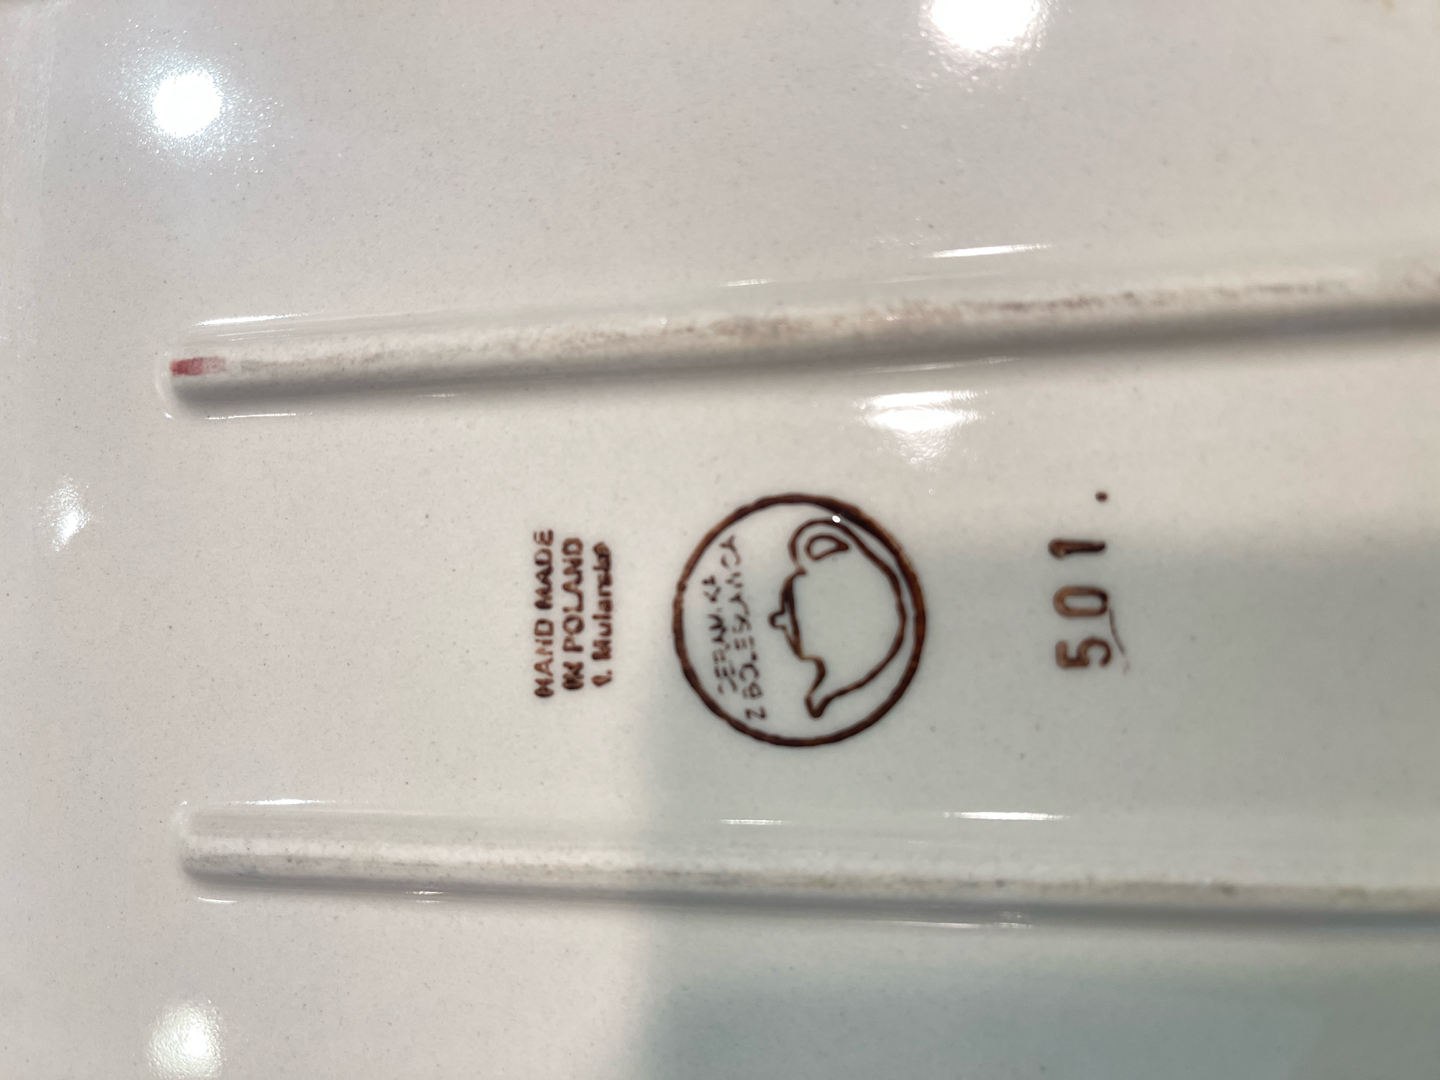 HAND MADE
IN POLAND
CERAMIKA
Z BOLESŁAWCA
501.